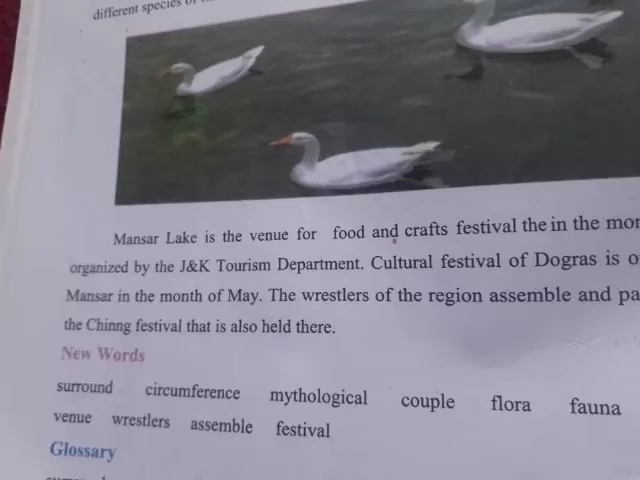 different species
Mansar Lake is the venue for food and crafts festival the in the
organized by the J&K Tourism Department. Cultural festival of Dogras is
Mansar in the month of May. The wrestlers of the region assemble and
the Chinng festival that is also held there.
New Words
surround circumference mythological couple flora fauna
venue wrestlers assemble festival
Glossary